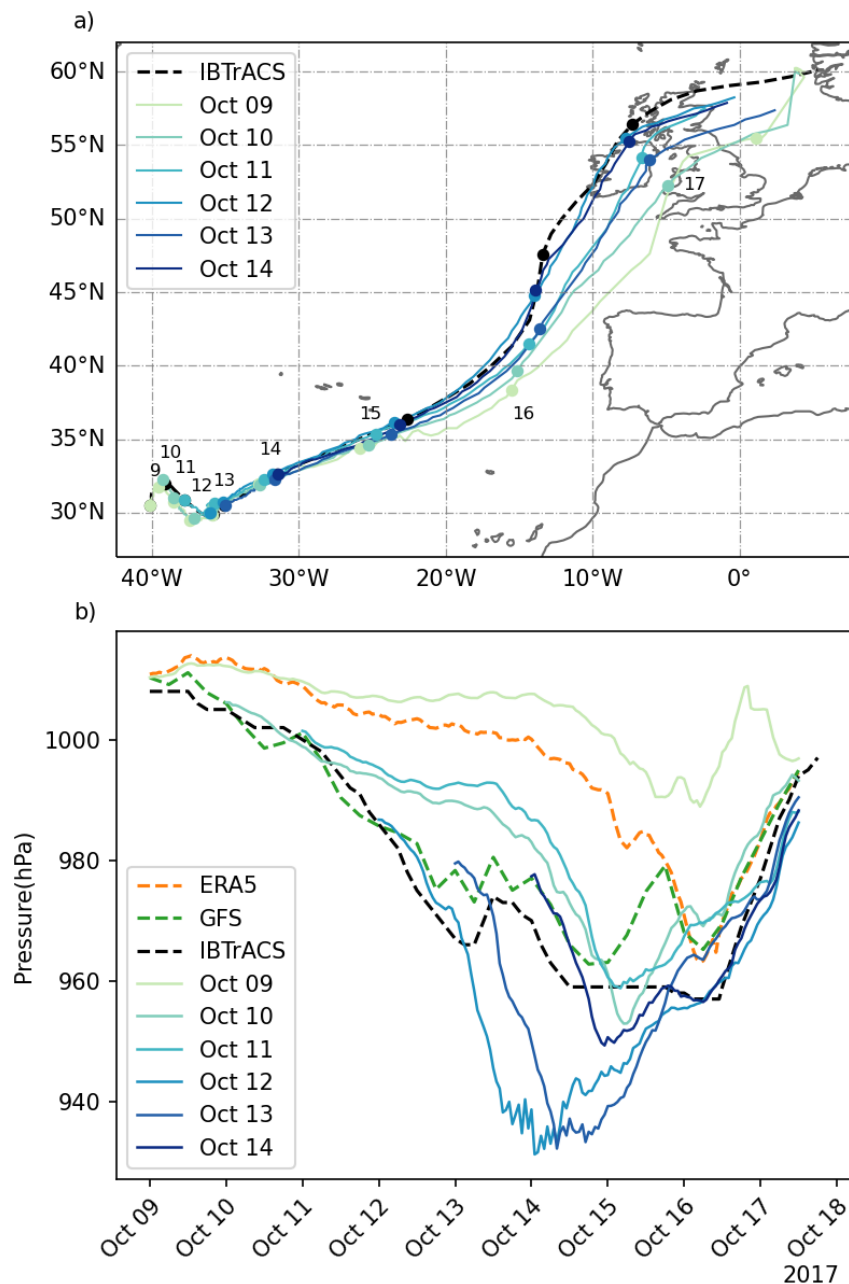 a)
60°N
55°N
50°N
45°N
40°N
35°N
30°N
IBTrACS
Oct 09
Oct 10
Oct 11
Oct 12
Oct 13
Oct 14
17
16
15
14
13
12
11
10
9
40°W
30°W
20°W
10°W
0°
b)
Pressure(hPa)
1000
980
960
940
ERA5
GFS
IBTrACS
Oct 09
Oct 10
Oct 11
Oct 12
Oct 13
Oct 14
Oct 09
Oct 10
Oct 11
Oct 12
Oct 13
Oct 14
Oct 15
Oct 16
Oct 17
Oct 18
2017